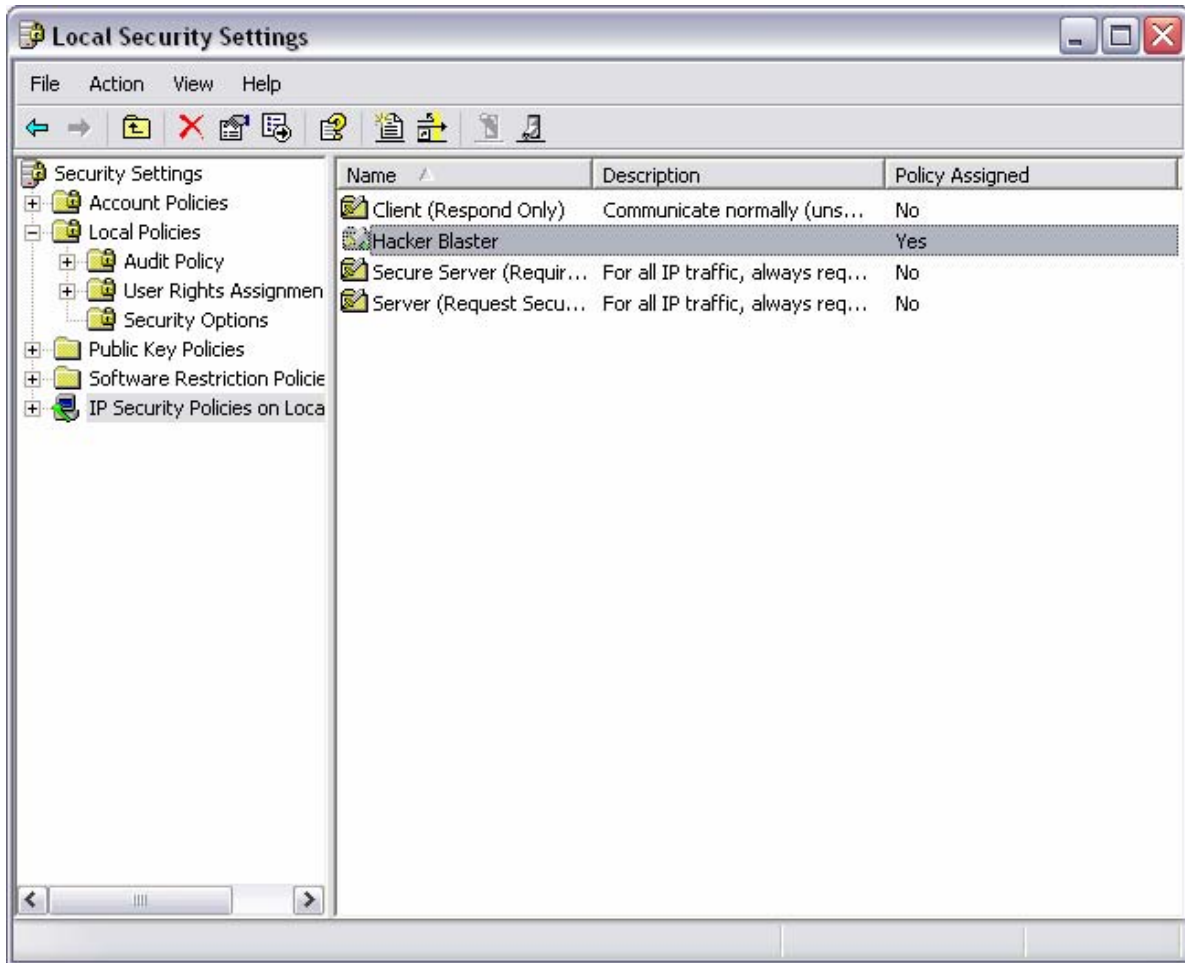 Local Security Settings
File Action View Help
Security Settings
Account Policies
Local Policies
Audit Policy
User Rights Assignmen
Security Options
Public Key Policies
Software Restriction Policie
IP Security Policies on Loca
Name Description Policy Assigned
Client (Respond Only) Communicate normally (uns... No
Hacker Blaster Yes
Secure Server (Requir... For all IP traffic, always req... No
Server (Request Secu... For all IP traffic, always req... No